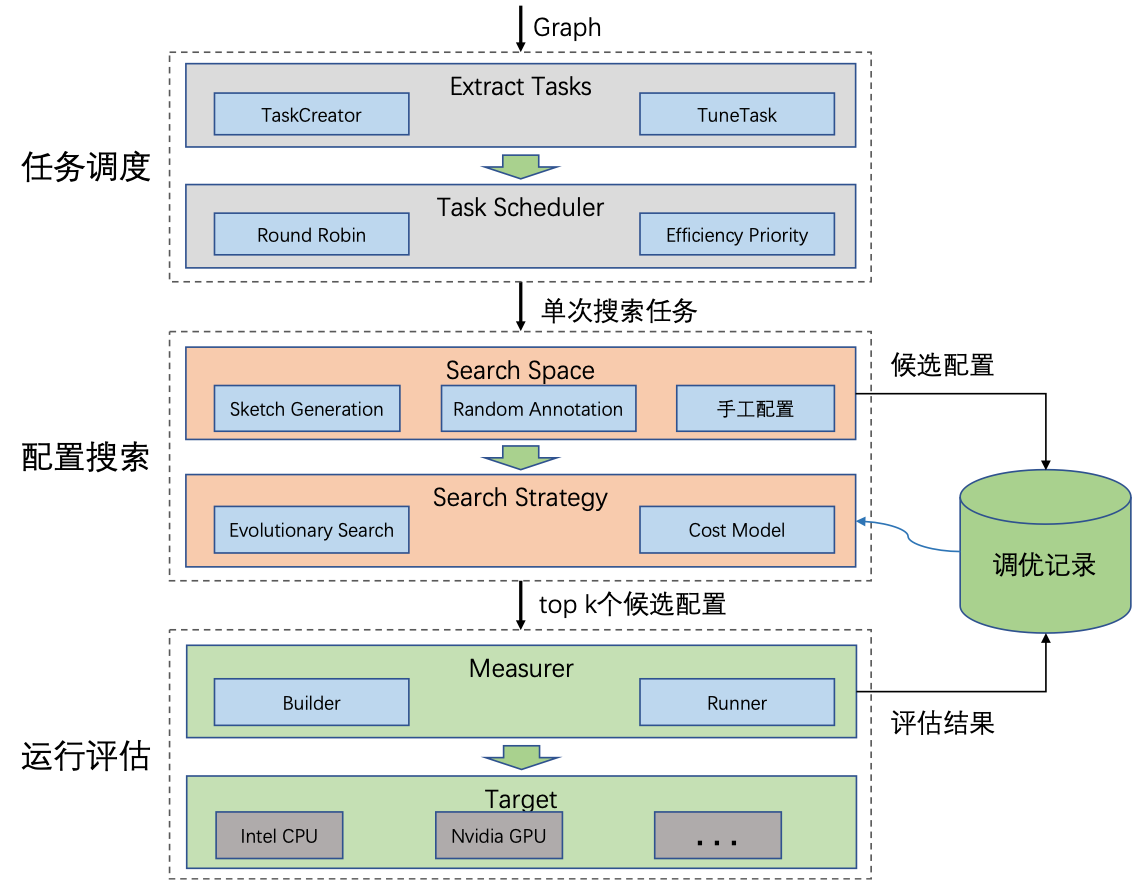 Graph
任务调度
Extract Tasks
TaskCreator
TuneTask
Task Scheduler
Round Robin
Efficiency Priority
单次搜索任务
配置搜索
Search Space
Sketch Generation
Random Annotation
手工配置
候选配置
Search Strategy
Evolutionary Search
Cost Model
调优记录
top k个候选配置
运行评估
Measurer
Builder
Runner
评估结果
Target
Intel CPU
Nvidia GPU
...